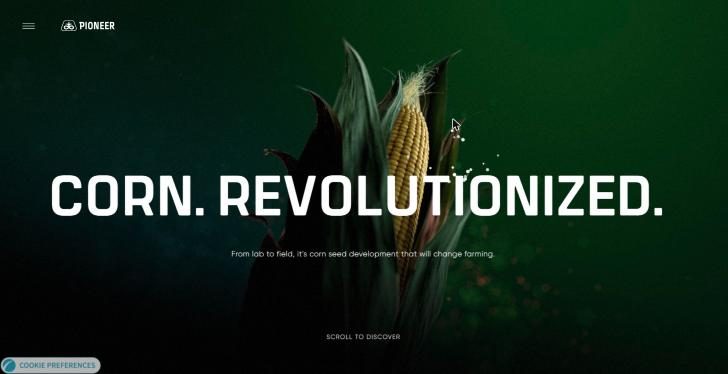 PIONEER
CORN. REVOLUTIONIZED.
From lab to field, it's corn seed development that will change farming.
SCROLL TO DISCOVER
COOKIE PREFERENCES